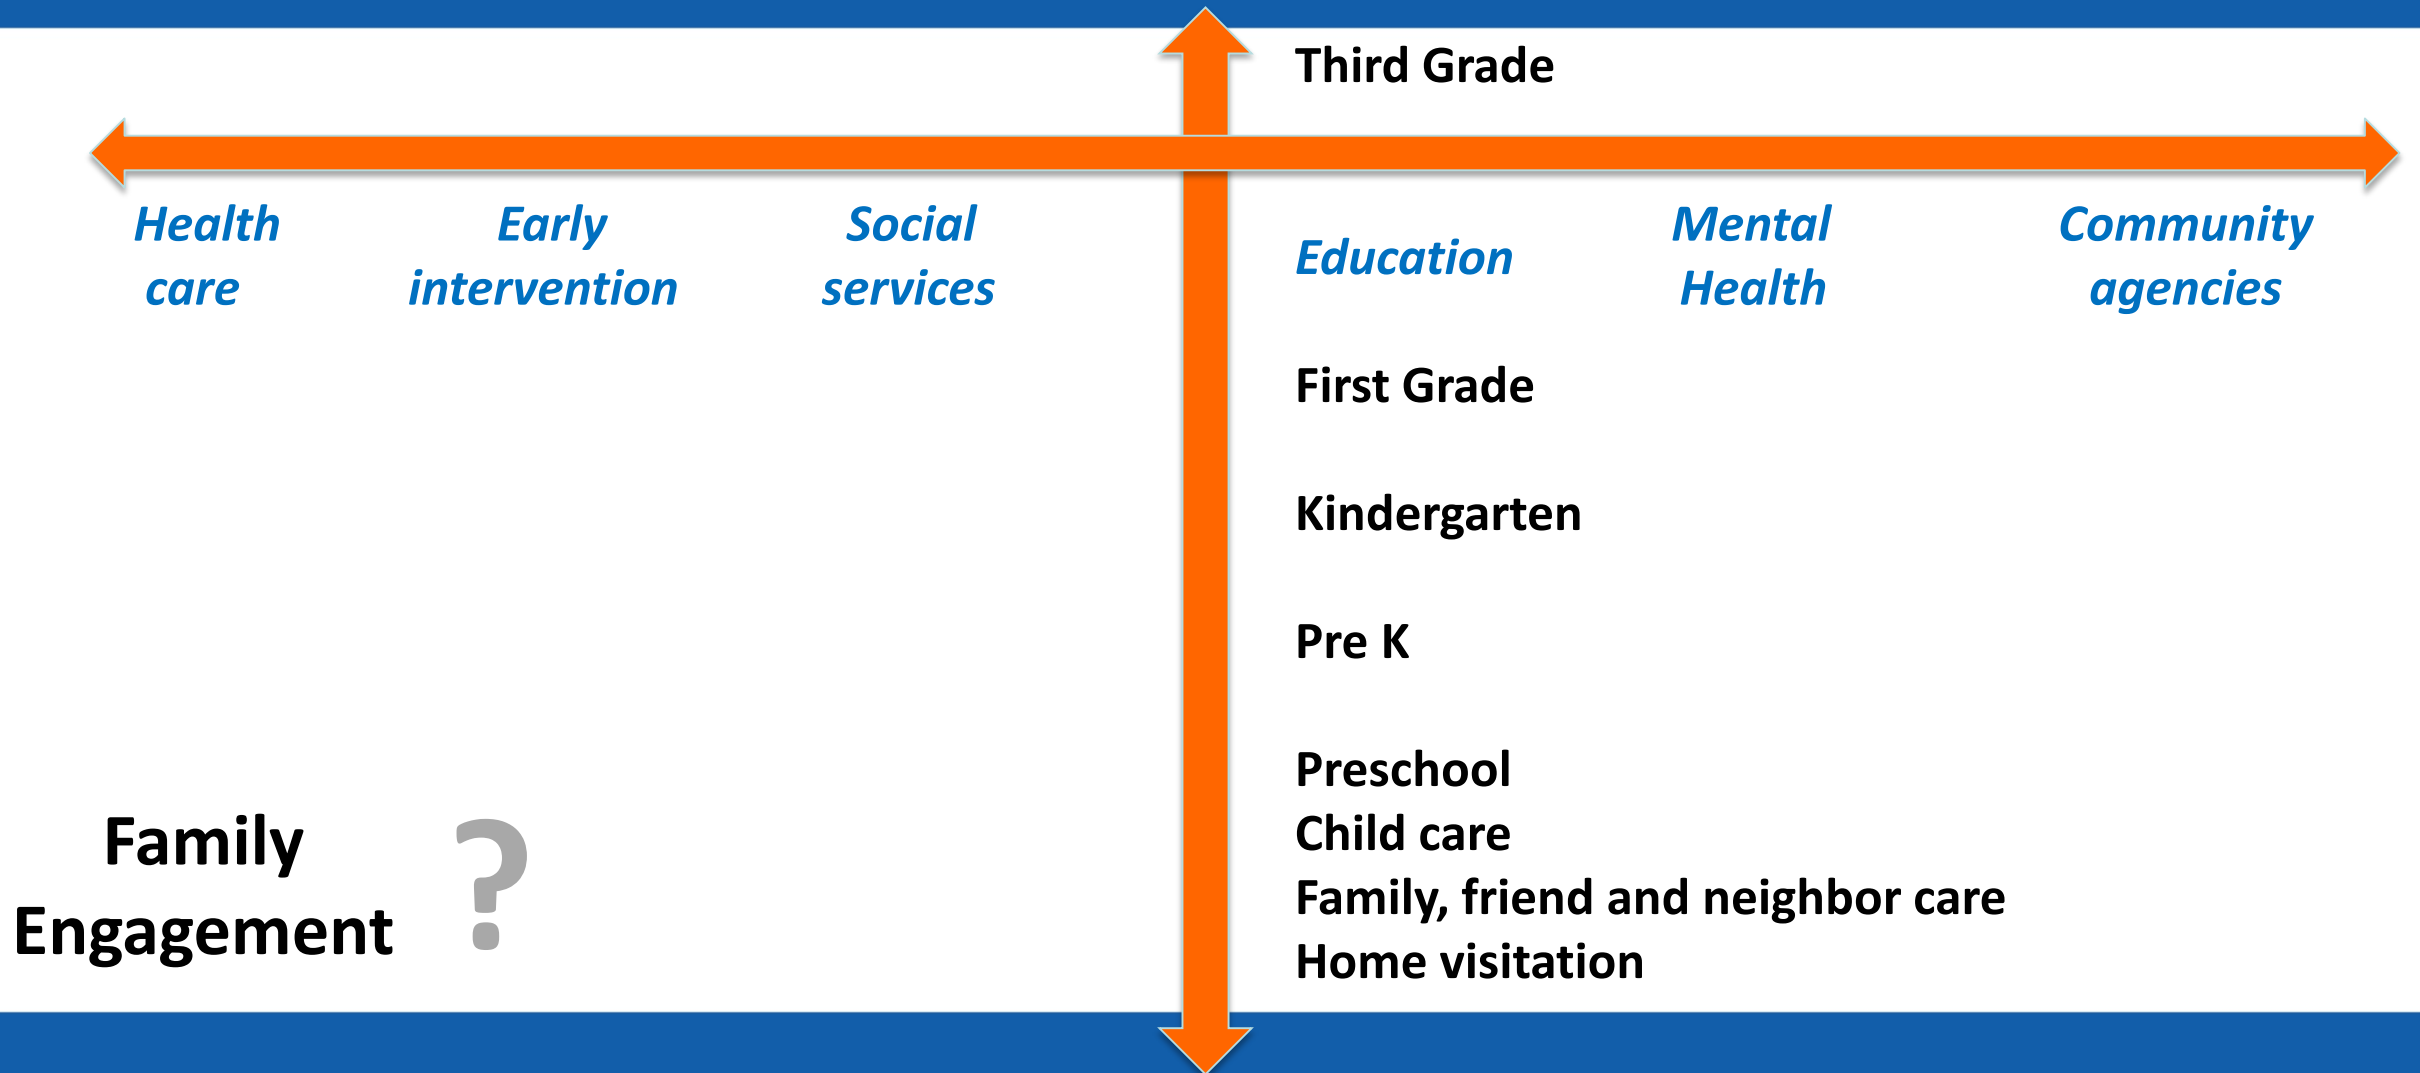 Third Grade
Health care
Early intervention
Social services
Education
Mental Health
Community agencies
First Grade
Kindergarten
Pre K
Preschool
Child care
Family, friend and neighbor care
Home visitation
Family
Engagement
?